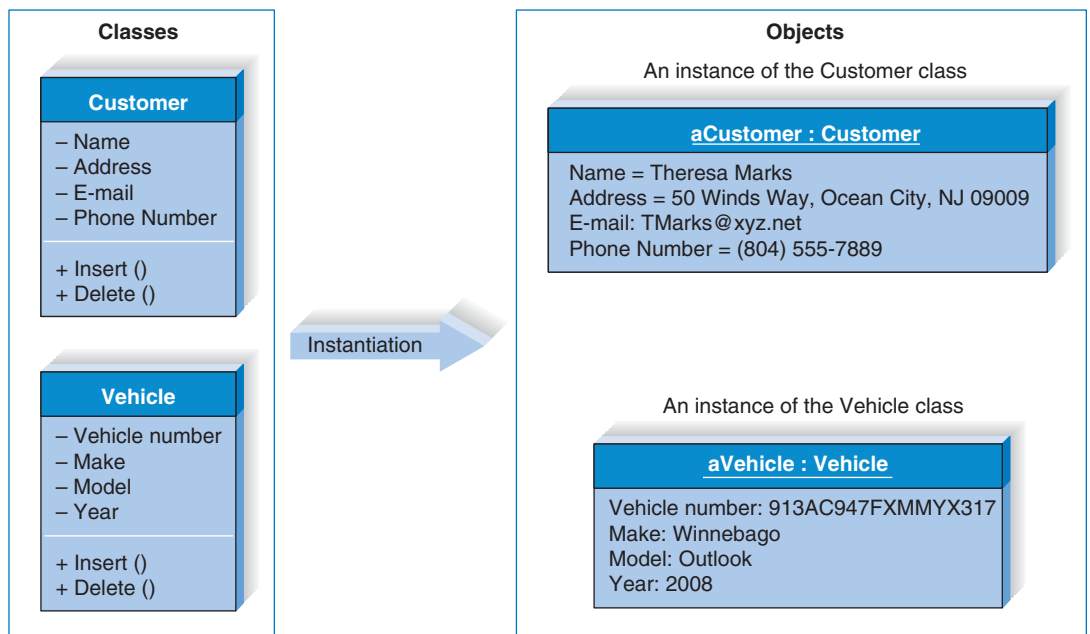 Classes
Customer
– Name
– Address
– E-mail
– Phone Number
+ Insert ()
+ Delete ()
Vehicle
– Vehicle number
– Make
– Model
– Year
+ Insert ()
+ Delete ()
Instantiation
Objects
An instance of the Customer class
aCustomer : Customer
Name = Theresa Marks
Address = 50 Winds Way, Ocean City, NJ 09009
E-mail: TMarks@xyz.net
Phone Number = (804) 555-7889
An instance of the Vehicle class
aVehicle : Vehicle
Vehicle number: 913AC947FXMMYX317
Make: Winnebago
Model: Outlook
Year: 2008